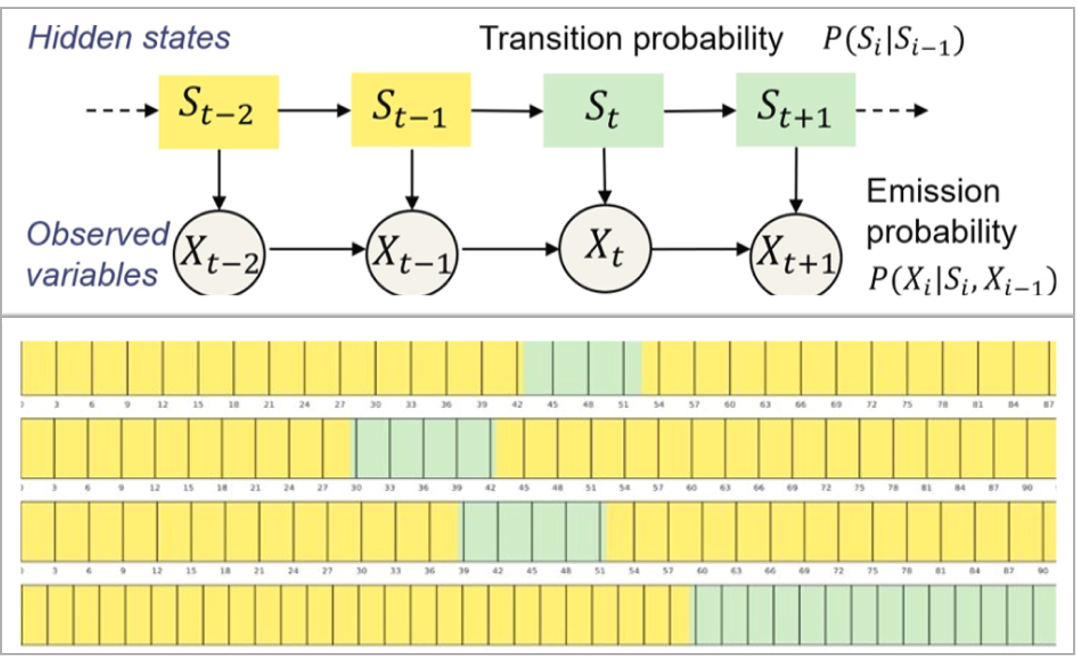 Hidden states
Transition probability P(S_i|S_{i−1})
S_{t−2} S_{t−1} S_t S_{t+1}
Observed variables
X_{t−2} X_{t−1} X_t X_{t+1}
Emission probability
P(X_i|S_i, X_{i−1})
3 6 9 12 15 18 21 24 27 30 33 36 39 42 45 48 51 54 57 60 63 66 69 72 75 78 81 84 87
3 6 9 12 15 18 21 24 27 30 33 36 39 42 45 48 51 54 57 60 63 66 69 72 75 78 81 84 87 90
3 6 9 12 15 18 21 24 27 30 33 36 39 42 45 48 51 54 57 60 63 66 69 72 75 78 81 84 87 90